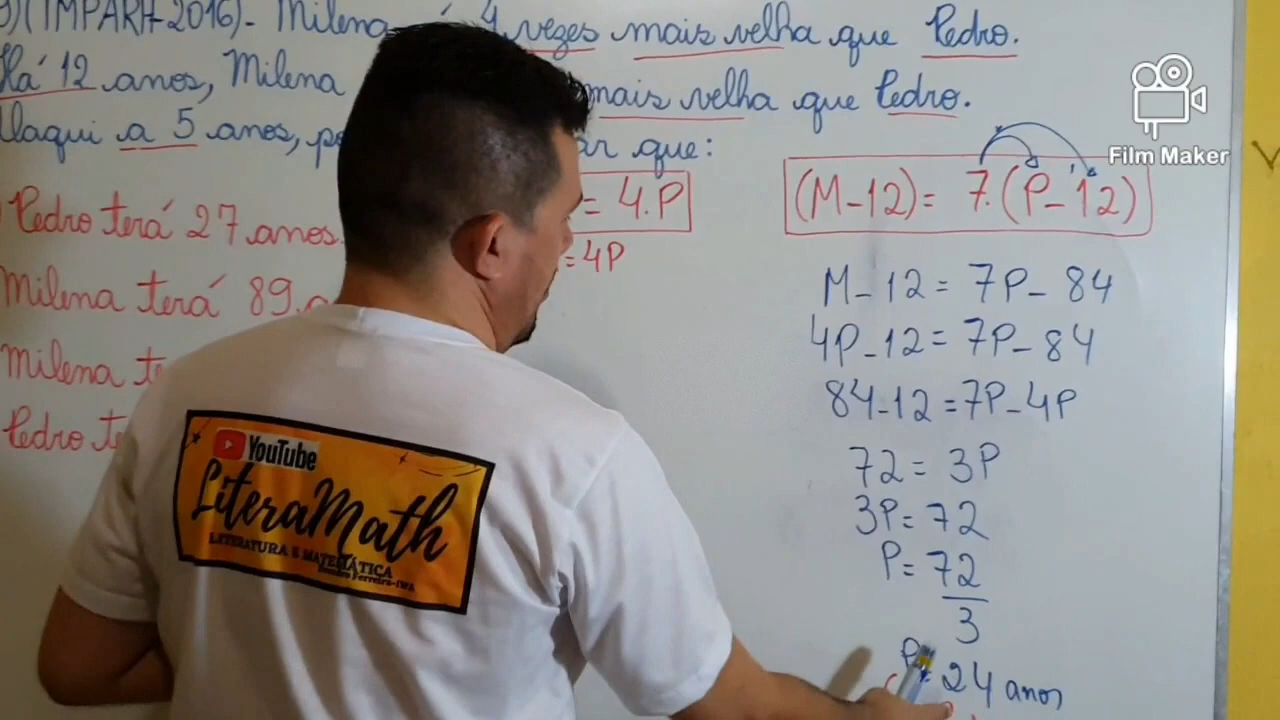 (IMPARH-2016)- Milena é 4 vezes mais velha que Pedro.
Há 12 anos, Milena mais velha que Pedro.
Daqui a 5 anos, que:
Film Maker
= 4.P
(M-12)= 7.(P-12)
Pedro terá 27 anos.
= 4P
M-12= 7P-84
Milena terá 89
4P-12= 7P-84
Milena
84-12=7P-4P
Pedro
72= 3P
3P= 72
P= 72
3
P= 24 anos
YouTube
LiteraMath
LITERATURA E MATEMÁTICA